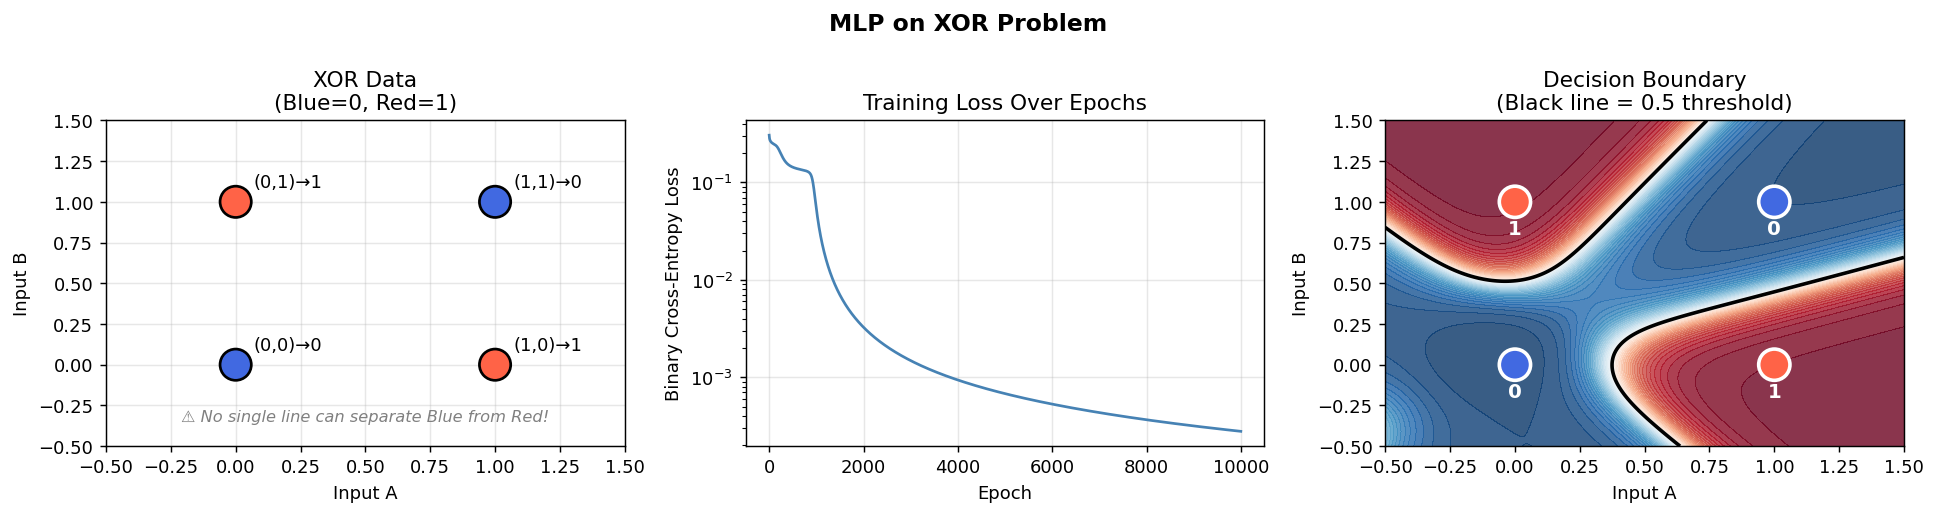 MLP on XOR Problem
XOR Data
(Blue=0, Red=1)
1.50
1.25
1.00
0.75
0.50
0.25
0.00
−0.25
−0.50
Input B
(0,1)→1
(1,1)→0
(0,0)→0
(1,0)→1
⚠ No single line can separate Blue from Red!
−0.50 −0.25 0.00 0.25 0.50 0.75 1.00 1.25 1.50
Input A
Training Loss Over Epochs
Binary Cross-Entropy Loss
10⁻¹
10⁻²
10⁻³
0 2000 4000 6000 8000 10000
Epoch
Decision Boundary
(Black line = 0.5 threshold)
1.50
1.25
1.00
0.75
0.50
0.25
0.00
−0.25
−0.50
Input B
1
0
0
1
−0.50 −0.25 0.00 0.25 0.50 0.75 1.00 1.25 1.50
Input A